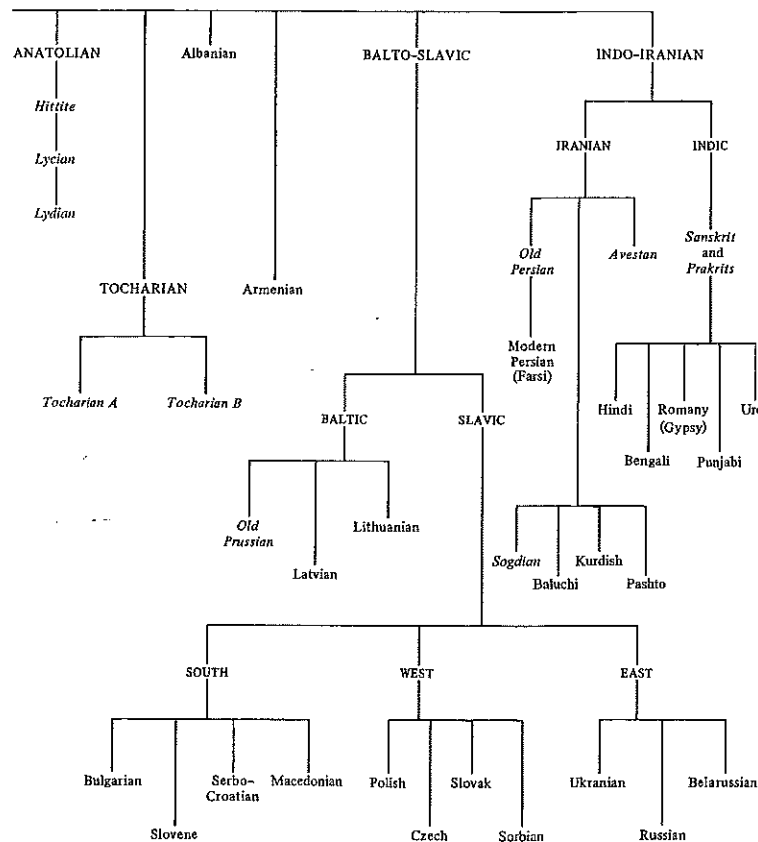 ANATOLIAN
Albanian
BALTO-SLAVIC
INDO-IRANIAN
Hittite
Lycian
Lydian
IRANIAN
INDIC
Old
Persian
Avestan
Sanskrit
and
Prakrits
TOCHARIAN
Armenian
Modern
Persian
(Farsi)
Tocharian A
Tocharian B
BALTIC
SLAVIC
Hindi
Romany
(Gypsy)
Bengali
Punjabi
Old
Prussian
Lithuanian
Latvian
Sogdian
Kurdish
Baluchi
Pashto
SOUTH
WEST
EAST
Bulgarian
Serbo-
Croatian
Macedonian
Slovene
Polish
Slovak
Czech
Sorbian
Ukranian
Belarussian
Russian